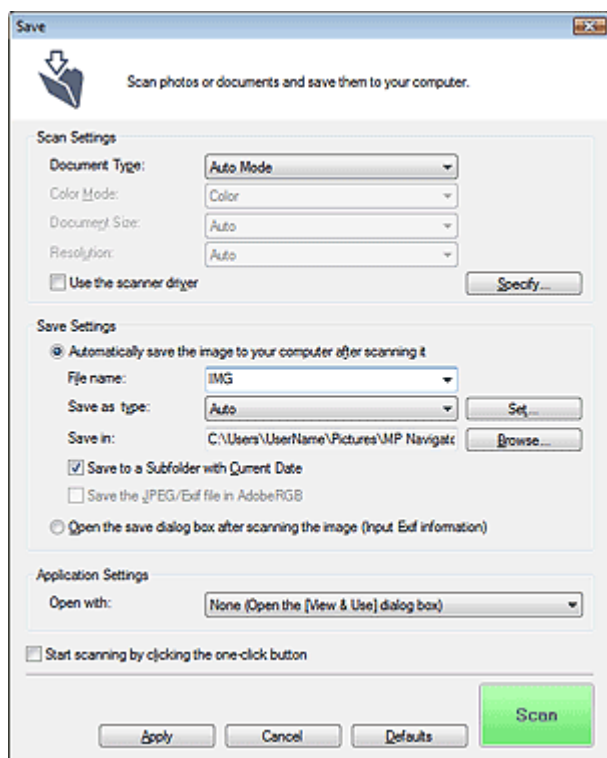 Save
Scan photos or documents and save them to your computer.
Scan Settings
Document Type: Auto Mode
Color Mode: Color
Document Size: Auto
Resolution: Auto
Use the scanner driver Specify...
Save Settings
Automatically save the image to your computer after scanning it
File name: IMG
Save as type: Auto Set...
Save in: C:\Users\UserName\Pictures\MP Navigato Browse...
Save to a Subfolder with Current Date
Save the JPEG/Exif file in AdobeRGB
Open the save dialog box after scanning the image (Input Exif information)
Application Settings
Open with: None (Open the [View & Use] dialog box)
Start scanning by clicking the one-click button
Scan
Apply Cancel Defaults